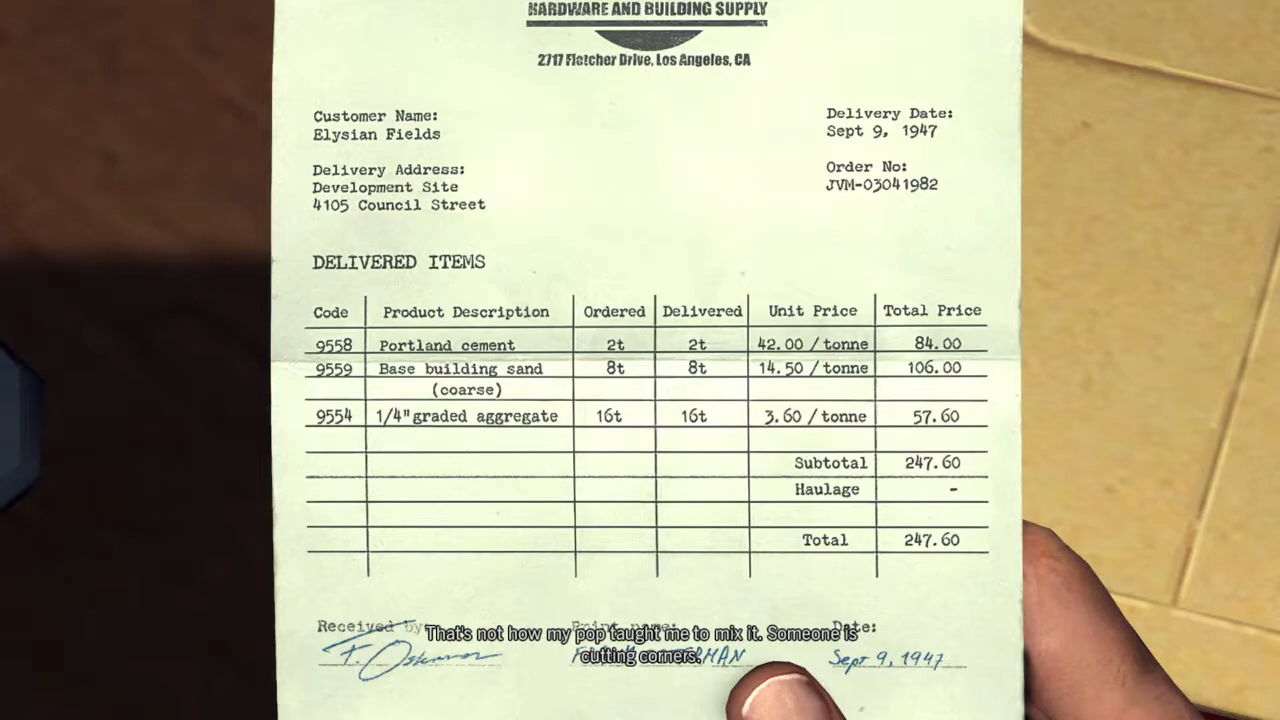 HARDWARE AND BUILDING SUPPLY
2717 Fletcher Drive, Los Angeles, CA
Customer Name:
Elysian Fields
Delivery Date:
Sept 9, 1947
Delivery Address:
Development Site
4105 Council Street
Order No:
JVM-03041982
DELIVERED ITEMS
Code Product Description Ordered Delivered Unit Price Total Price
9558 Portland cement 2t 2t 42.00 /tonne 84.00
9559 Base building sand 8t 8t 14.50 /tonne 106.00
(coarse)
9554 1/4" graded aggregate 16t 16t 3.60 /tonne 57.60
Subtotal 247.60
Haulage -
Total 247.60
Received by Print name: Date:
That's not how my pop taught me to mix it. Someone is
cutting corners.
Sept 9, 1947